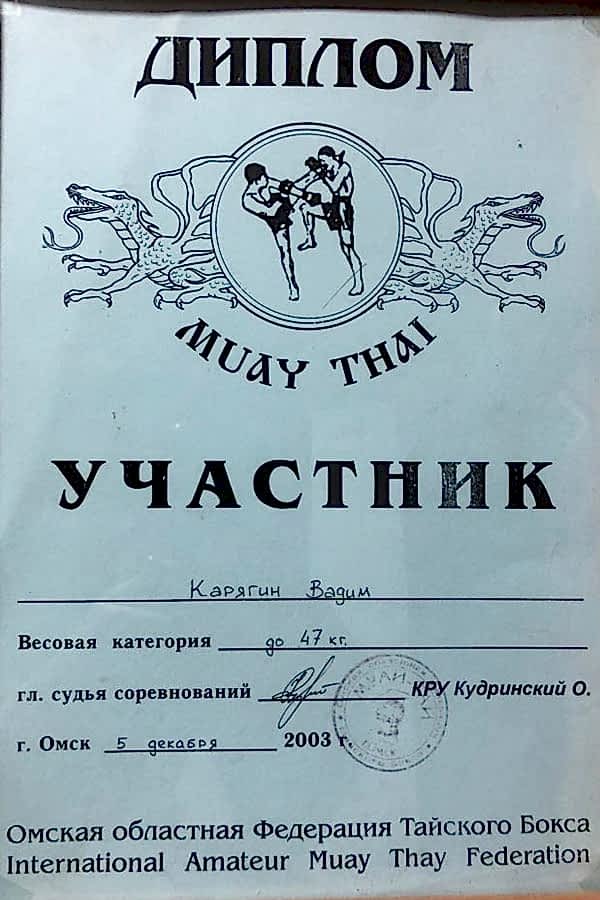 ДИПЛОМ
MUAY THAI
УЧАСТНИК
Карягин Вадим
Весовая категория до 47 кг.
гл. судья соревнований КРУ Кудринский О.
г. Омск 5 декабря 2003 г.
Омская областная Федерация Тайского Бокса
International Amateur Muay Thay Federation